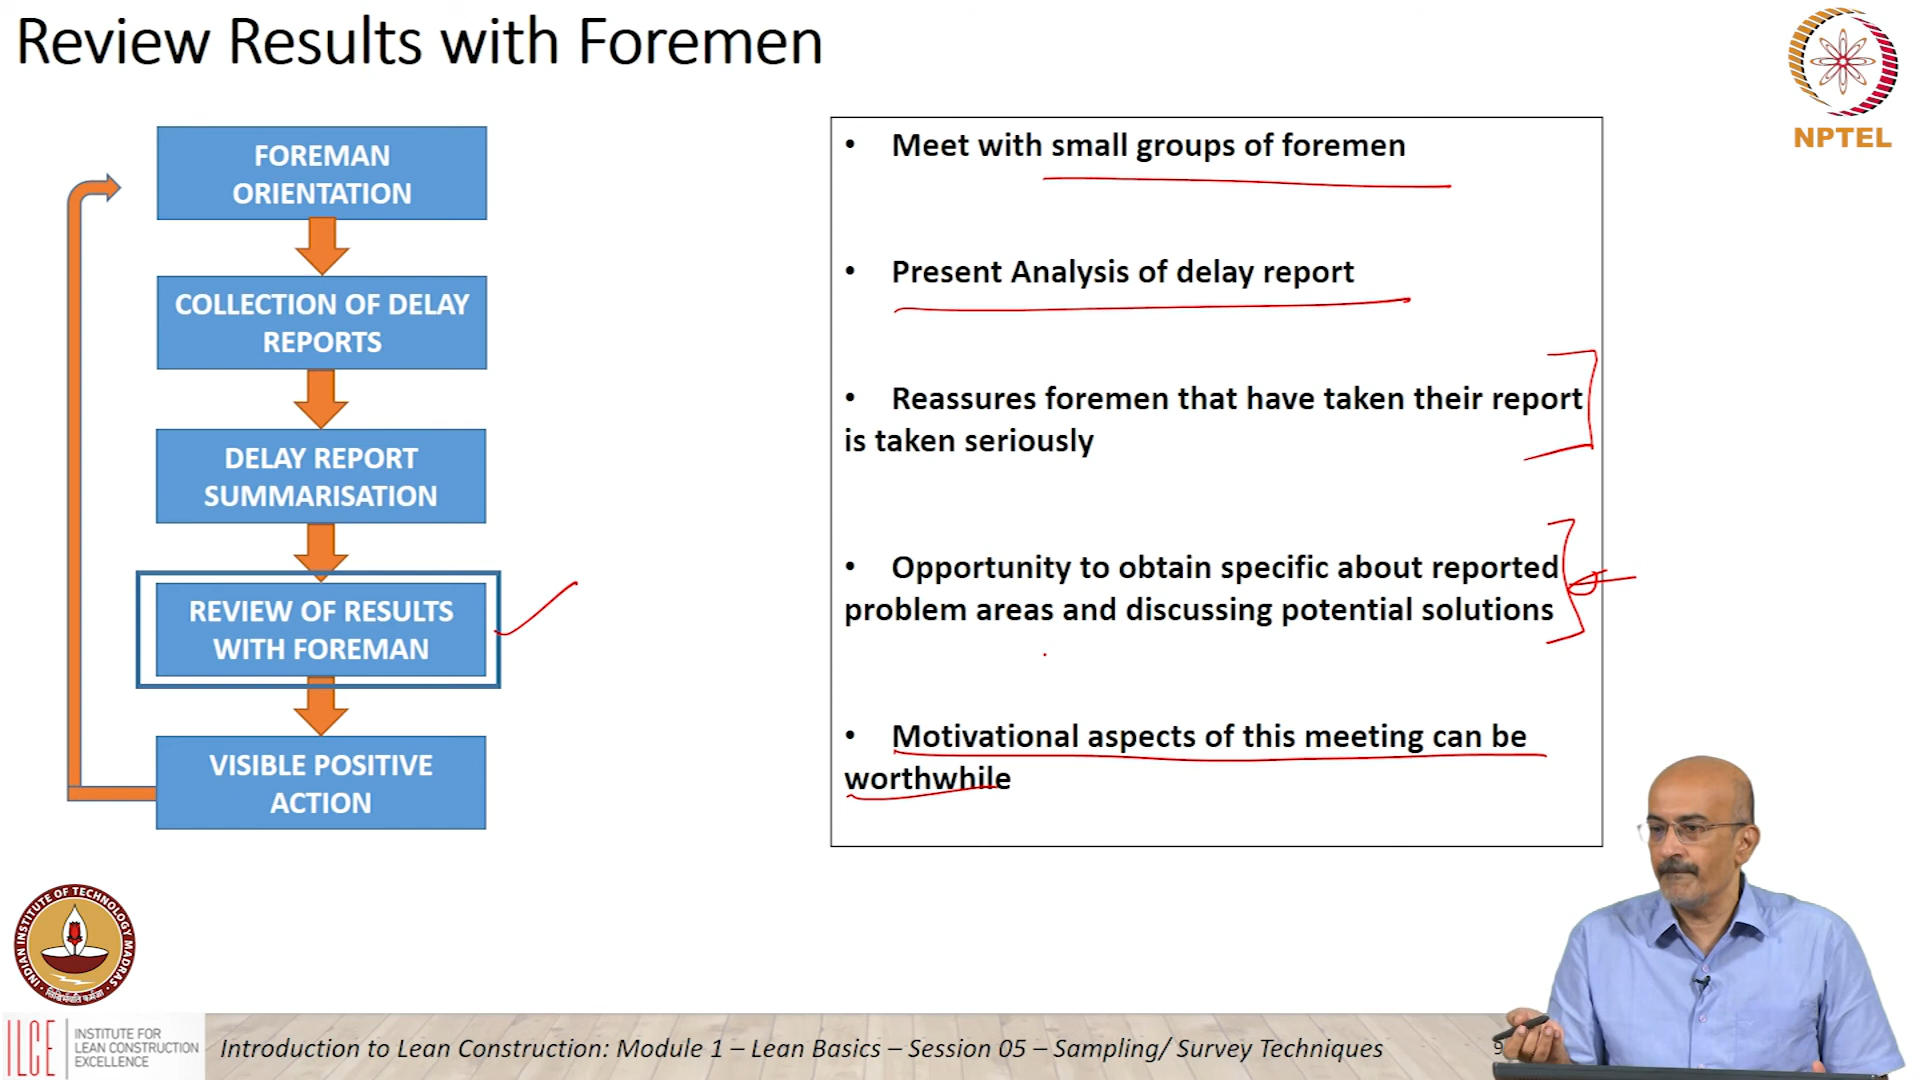 Review Results with Foremen
NPTEL
FOREMAN
ORIENTATION
COLLECTION OF DELAY
REPORTS
DELAY REPORT
SUMMARISATION
REVIEW OF RESULTS
WITH FOREMAN
VISIBLE POSITIVE
ACTION
• Meet with small groups of foremen
• Present Analysis of delay report
• Reassures foremen that have taken their report
is taken seriously
• Opportunity to obtain specific about reported
problem areas and discussing potential solutions
• Motivational aspects of this meeting can be
worthwhile
INDIAN INSTITUTE OF TECHNOLOGY MADRAS
सिद्धिर्भवति कर्मजा
ILCE
INSTITUTE FOR
LEAN CONSTRUCTION
EXCELLENCE
Introduction to Lean Construction: Module 1 – Lean Basics – Session 05 – Sampling/ Survey Techniques
9